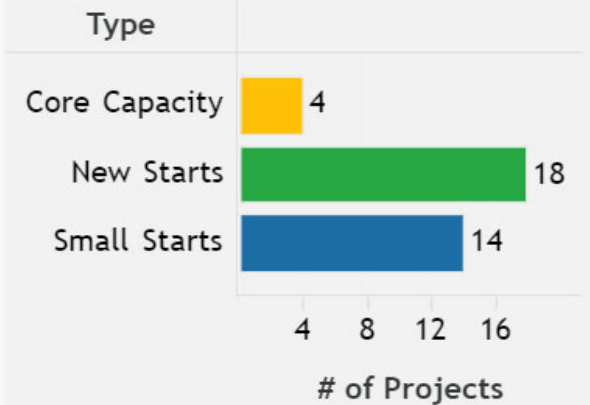 Type
Core Capacity 4
New Starts 18
Small Starts 14
4 8 12 16
# of Projects